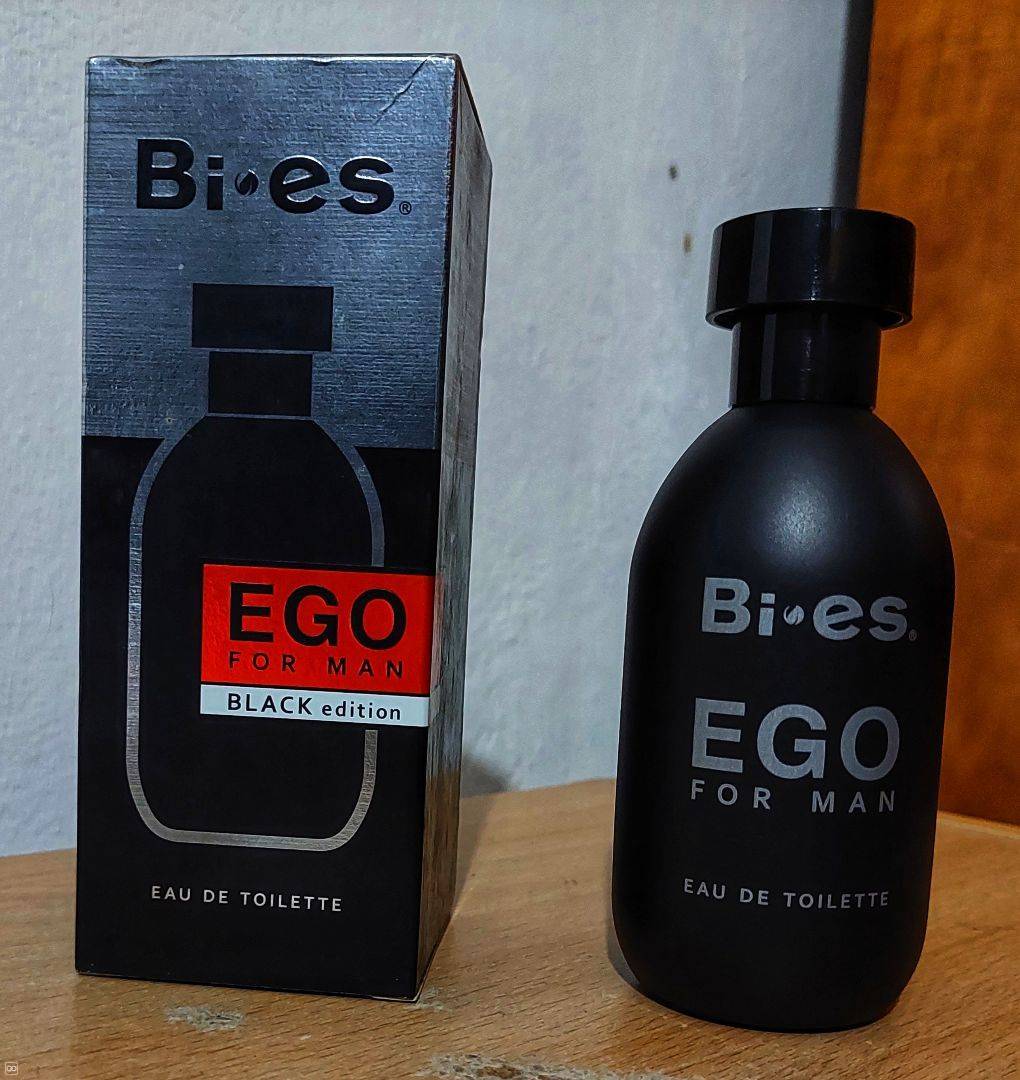 Bi·es®
EGO
FOR MAN
BLACK edition
EAU DE TOILETTE
Bi·es®
EGO
FOR MAN
EAU DE TOILETTE